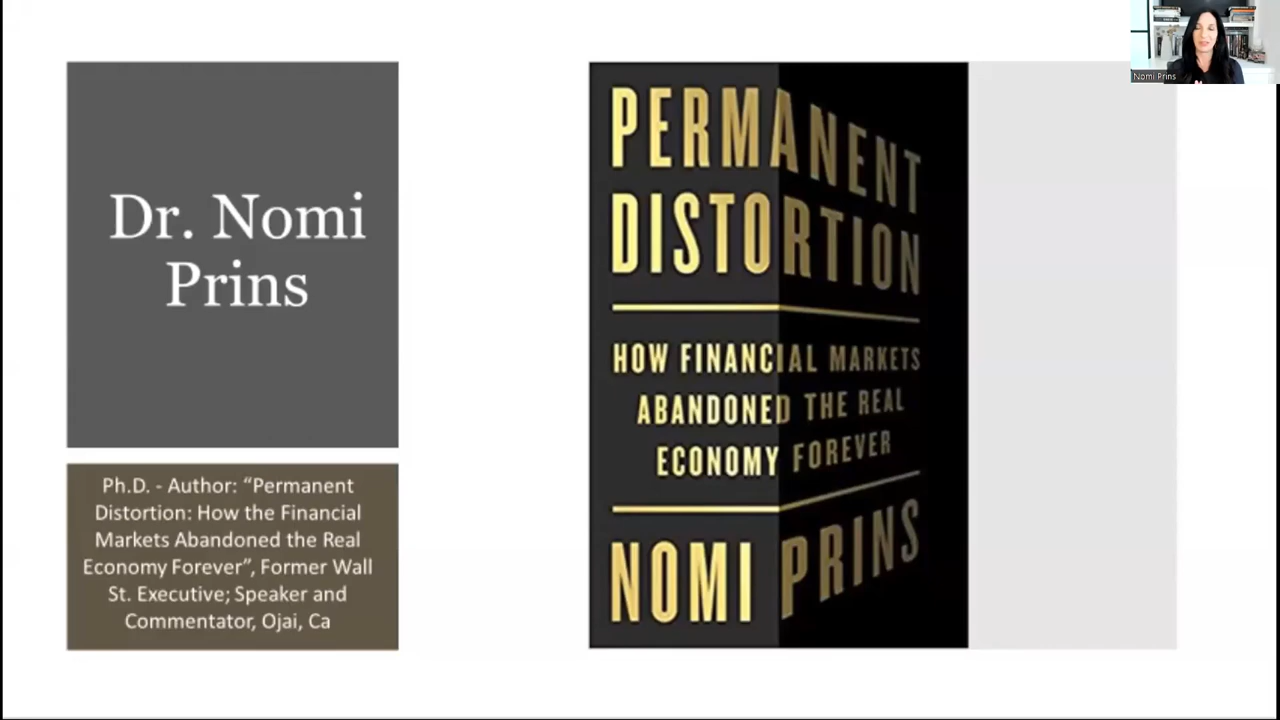 Dr. Nomi
Prins
Ph.D. - Author: “Permanent
Distortion: How the Financial
Markets Abandoned the Real
Economy Forever”, Former Wall
St. Executive; Speaker and
Commentator, Ojai, Ca
PERMANENT
DISTORTION
HOW FINANCIAL MARKETS
ABANDONED THE REAL
ECONOMY FOREVER
NOMI PRINS
Nomi Prins